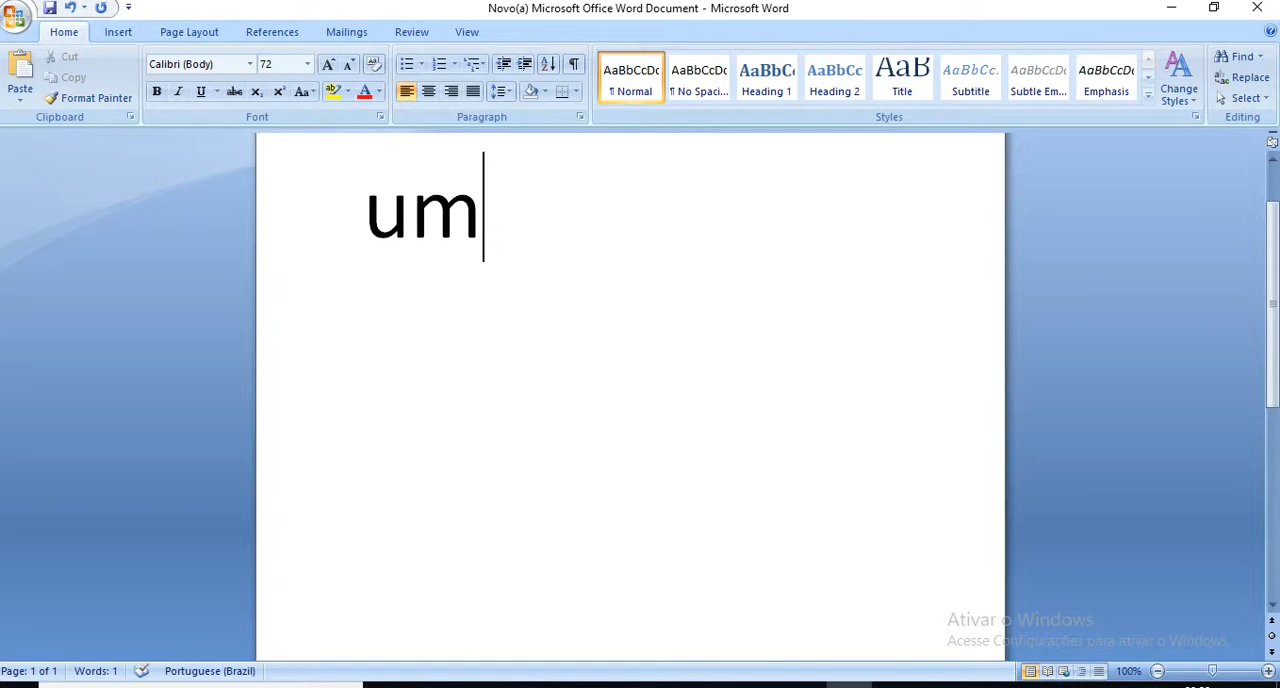 Novo(a) Microsoft Office Word Document - Microsoft Word
Home Insert Page Layout References Mailings Review View
Paste
Cut
Copy
Format Painter
Clipboard
Calibri (Body) 72
Font
Paragraph
AaBbCcDc AaBbCcDc AaBbCc AaBbCc AaB AaBbCc. AaBbCcDc AaBbCcDc
¶ Normal ¶ No Spaci... Heading 1 Heading 2 Title Subtitle Subtle Em... Emphasis
Change
Styles
Styles
Find
Replace
Select
Editing
um
Ativar o Windows
Acesse Configurações para ativar o Windows.
Page: 1 of 1 Words: 1 Portuguese (Brazil) 100%